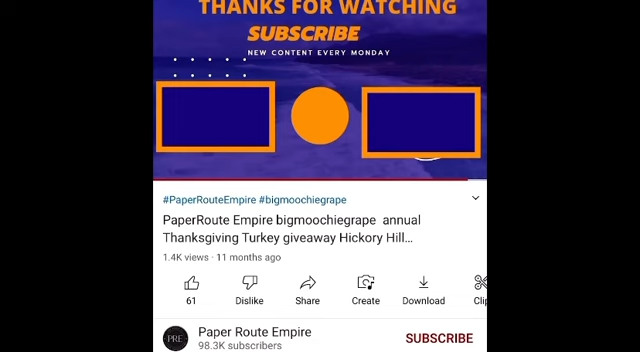 THANKS FOR WATCHING
SUBSCRIBE
NEW CONTENT EVERY MONDAY
#PaperRouteEmpire #bigmoochiegrape
PaperRoute Empire bigmoochiegrape annual
Thanksgiving Turkey giveaway Hickory Hill...
1.4K views · 11 months ago
61 Dislike Share Create Download Clip
PRE Paper Route Empire SUBSCRIBE
98.3K subscribers